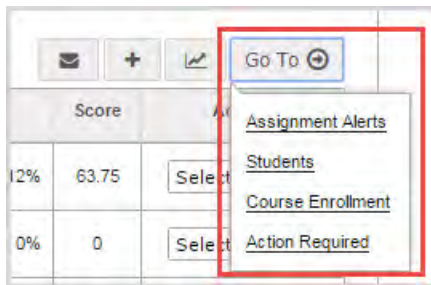 Go To
Score
Assignment Alerts
Students
12% 63.75 Select
Course Enrollment
0% 0 Select
Action Required